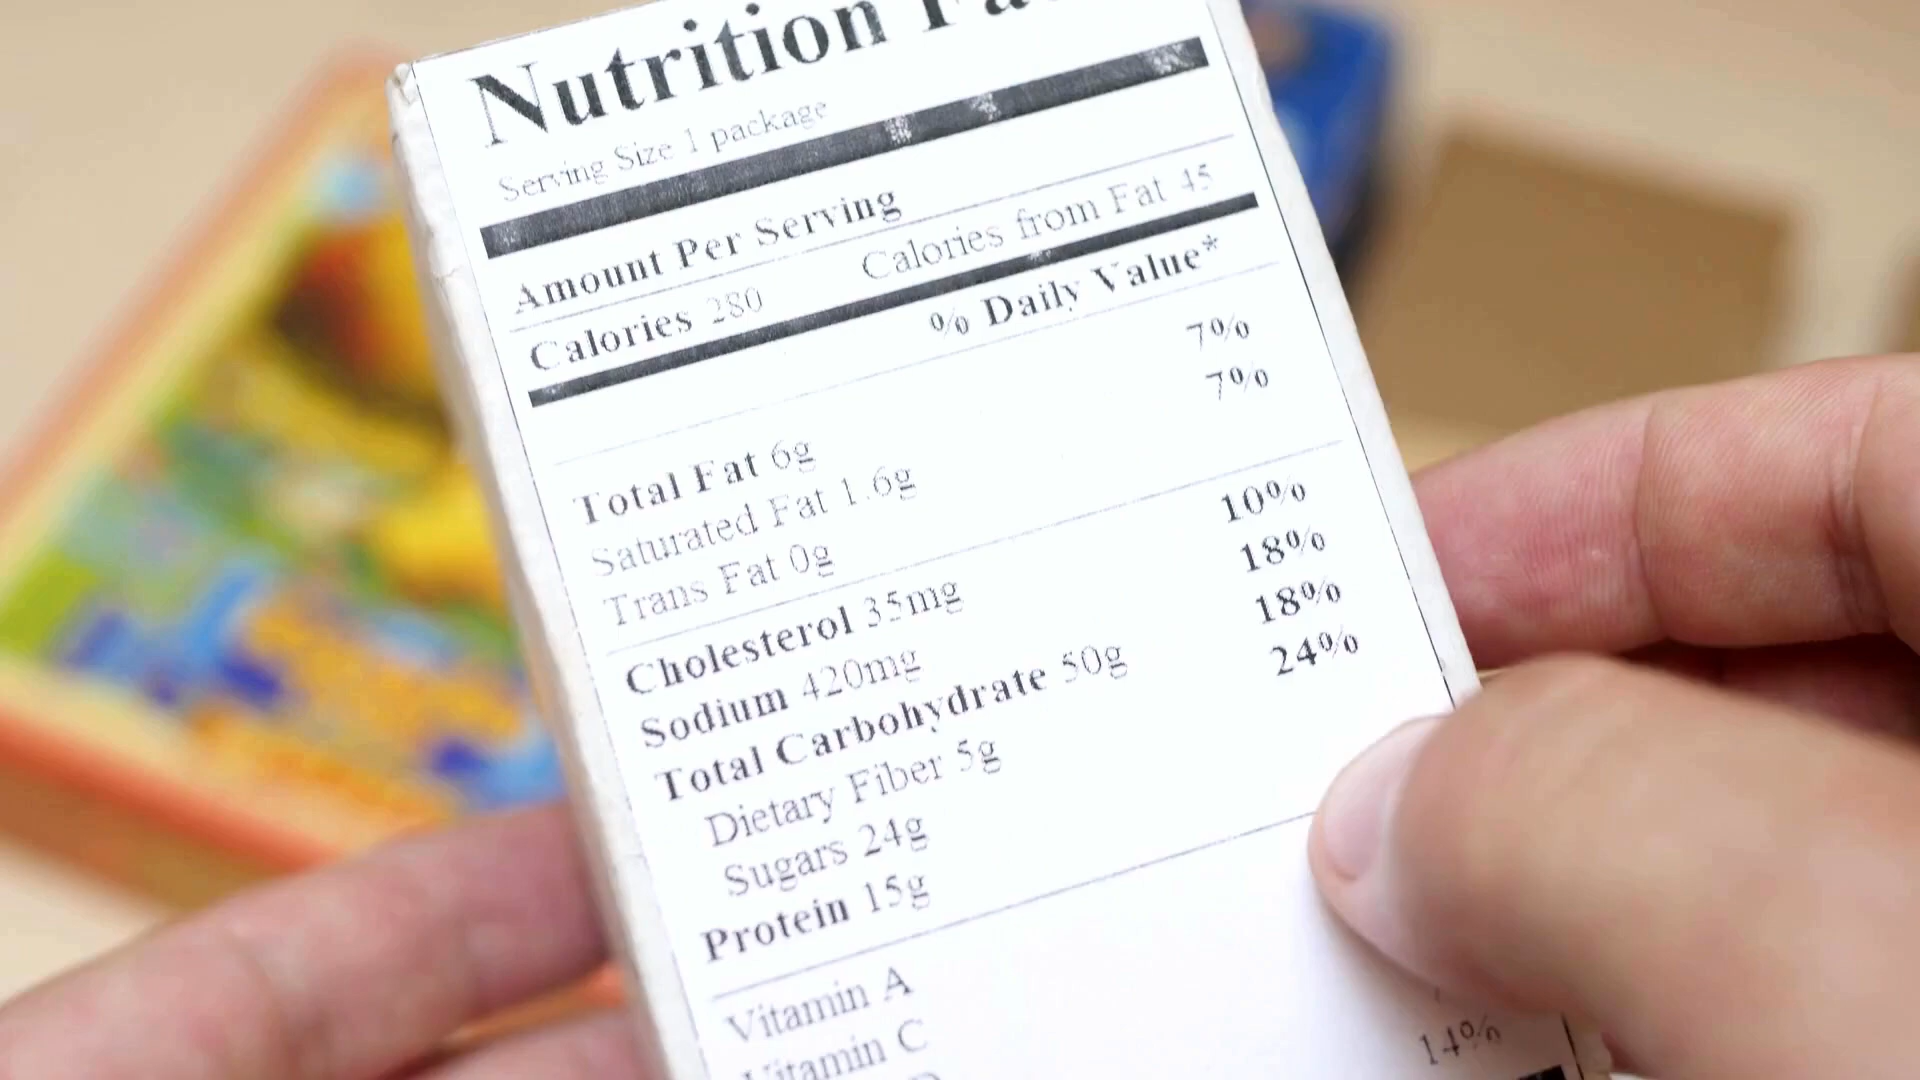 Nutrition
Serving Size 1 package
Amount Per Serving
Calories 280 Calories from Fat 45
% Daily Value*
Total Fat 6g 7%
Saturated Fat 1.6g 7%
Trans Fat 0g
Cholesterol 35mg 10%
Sodium 420mg 18%
Total Carbohydrate 50g 18%
Dietary Fiber 5g 24%
Sugars 24g
Protein 15g
Vitamin A
Vitamin C
14%